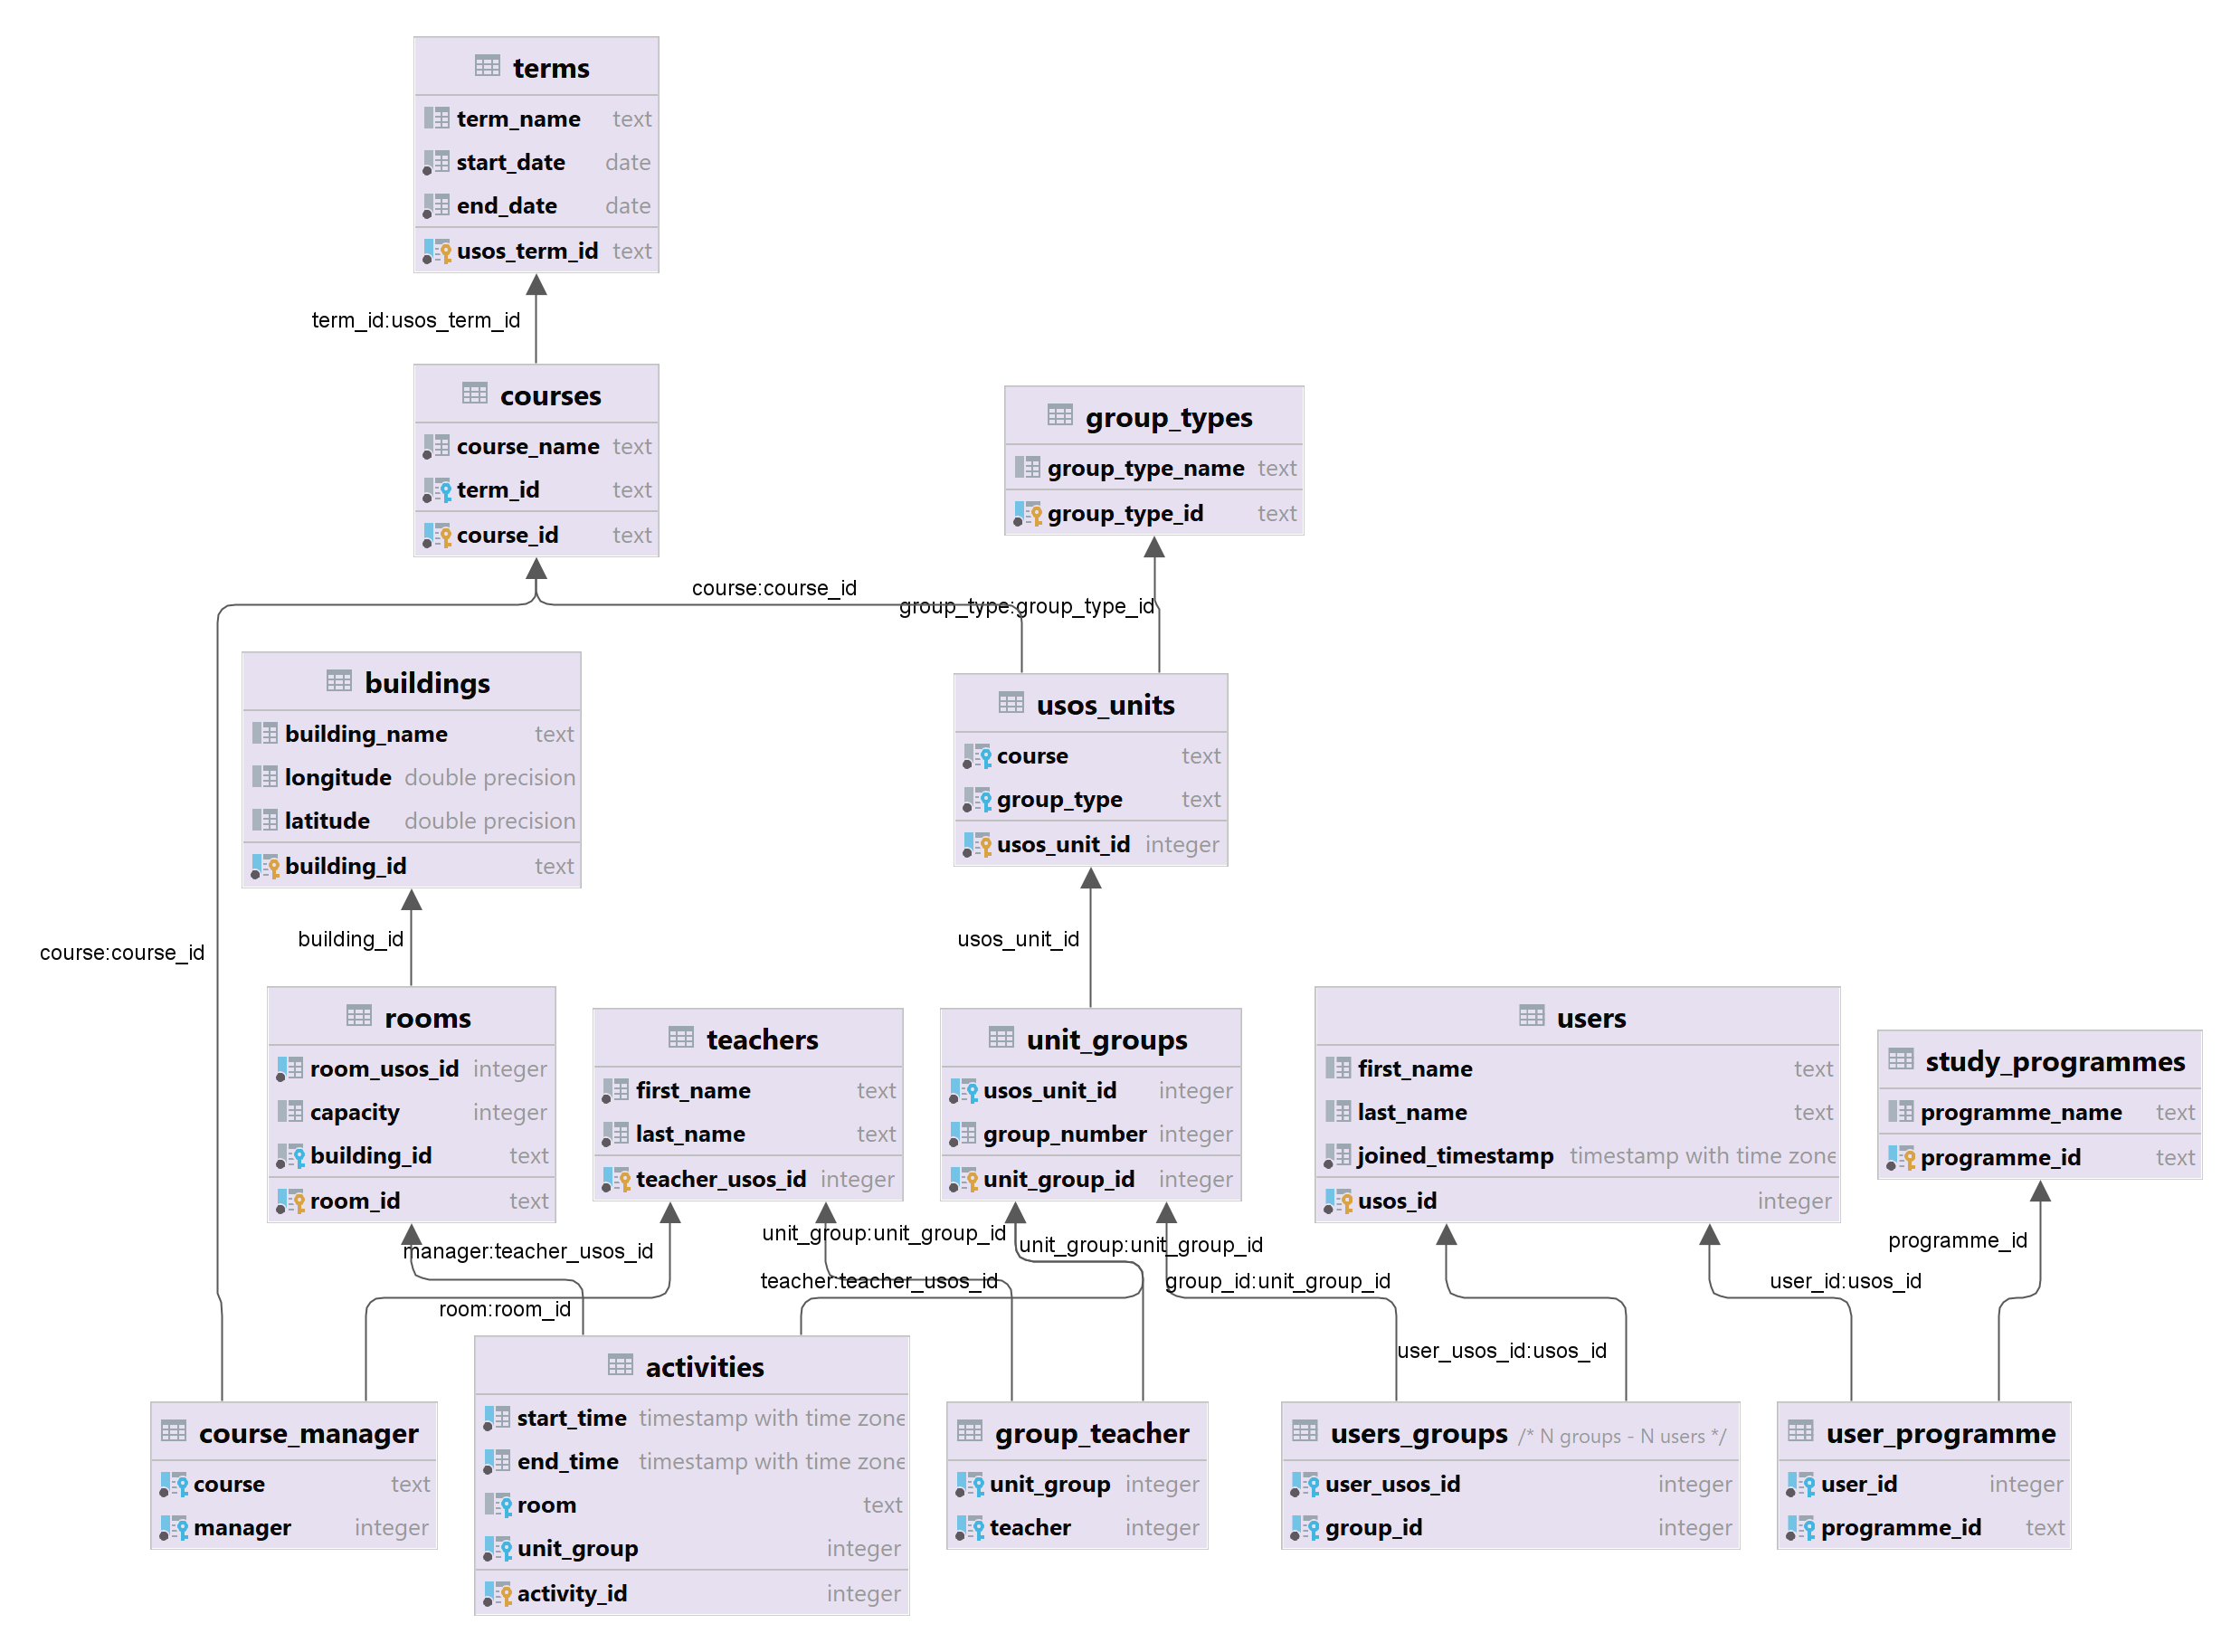 terms
term_name text
start_date date
end_date date
usos_term_id text
term_id:usos_term_id
courses
course_name text
term_id text
course_id text
group_types
group_type_name text
group_type_id text
course:course_id
group_type:group_type_id
buildings
building_name text
longitude double precision
latitude double precision
building_id text
usos_units
course text
group_type text
usos_unit_id integer
building_id
usos_unit_id
course:course_id
rooms
room_usos_id integer
capacity integer
building_id text
room_id text
teachers
first_name text
last_name text
teacher_usos_id integer
unit_groups
usos_unit_id integer
group_number integer
unit_group_id integer
users
first_name text
last_name text
joined_timestamp timestamp with time zone
usos_id integer
study_programmes
programme_name text
programme_id text
manager:teacher_usos_id
unit_group:unit_group_id
unit_group:unit_group_id
programme_id
room:room_id
teacher:teacher_usos_id
group_id:unit_group_id
user_id:usos_id
user_usos_id:usos_id
course_manager
course text
manager integer
activities
start_time timestamp with time zone
end_time timestamp with time zone
room text
unit_group integer
activity_id integer
group_teacher
unit_group integer
teacher integer
users_groups /* N groups - N users */
user_usos_id integer
group_id integer
user_programme
user_id integer
programme_id text